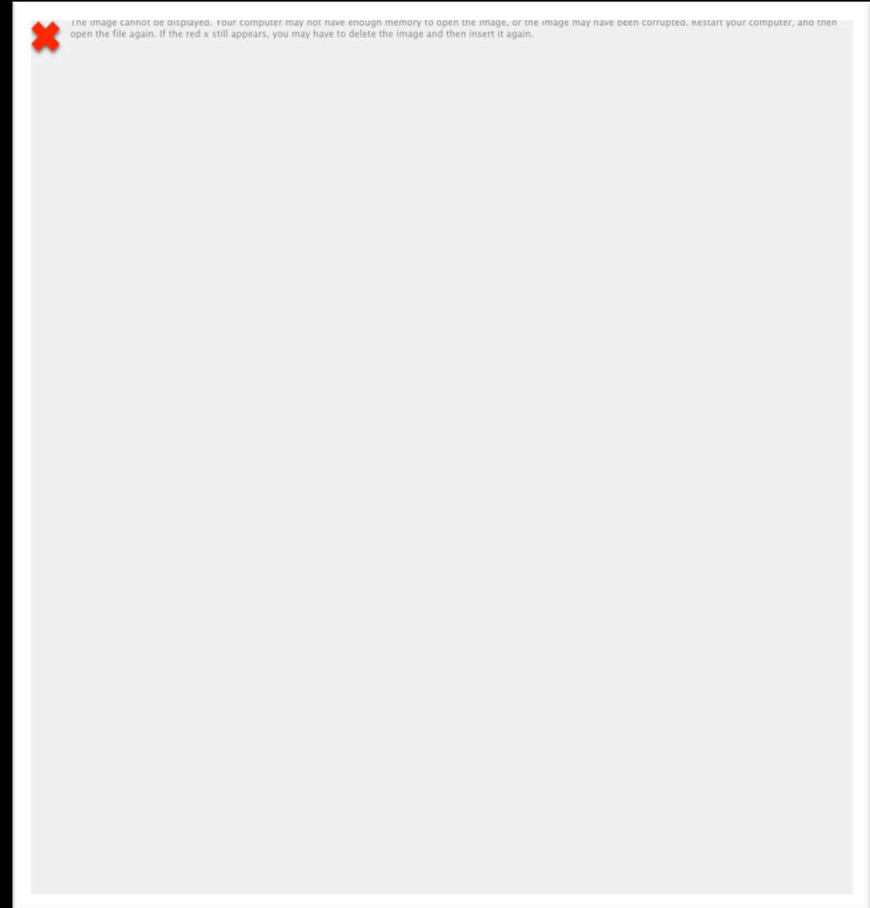 The image cannot be displayed. Your computer may not have enough memory to open the image, or the image may have been corrupted. Restart your computer, and then
open the file again. If the red x still appears, you may have to delete the image and then insert it again.